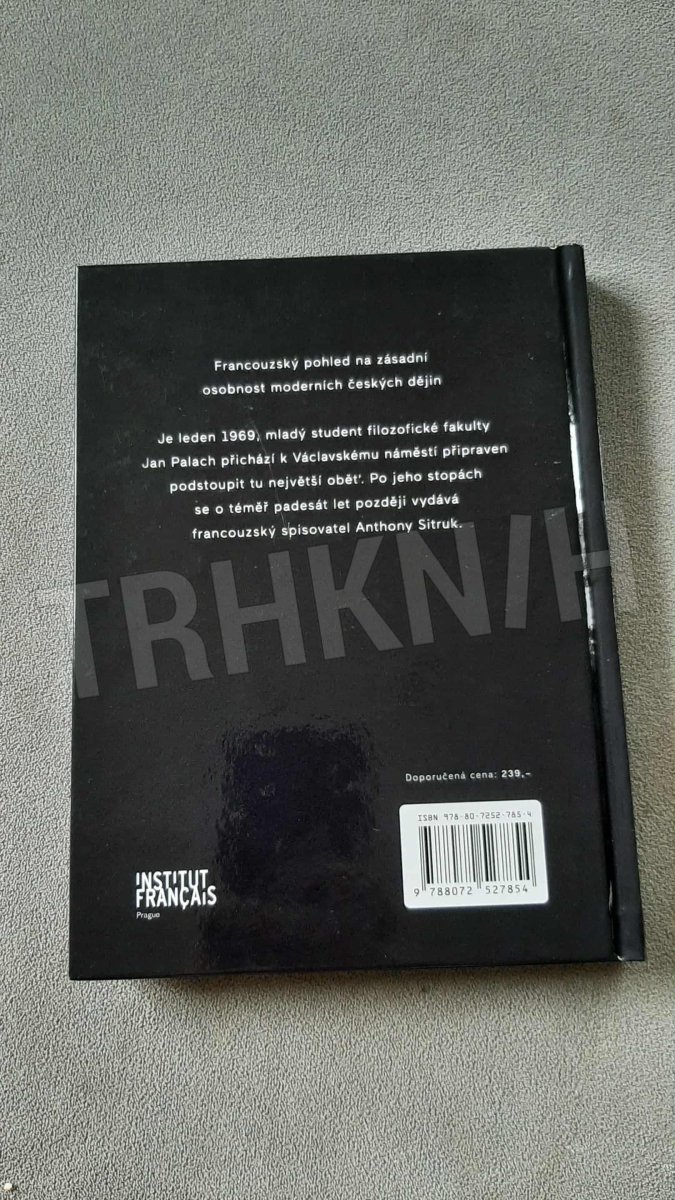 Francouzský pohled na zásadní
osobnost moderních českých dějin
Je leden 1969, mladý student filozofické fakulty
Jan Palach přichází k Václavskému náměstí připraven
podstoupit tu největší oběť. Po jeho stopách
se o téměř padesát let později vydává
francouzský spisovatel Anthony Sitruk.
TRHKNIH
Doporučená cena: 239,–
ISBN 978-80-7252-785-4
9 788072 527854
INSTITUT
FRANÇAIS
Prague